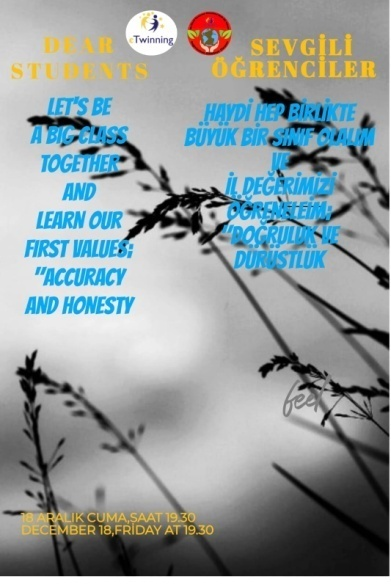 eTwinning
DEAR
STUDENTS
LET'S BE
A BIG CLASS
TOGETHER
AND
LEARN OUR
FIRST VALUES;
"ACCURACY
AND HONESTY
SEVGİLİ
ÖĞRENCİLER
HAYDİ HEP BİRLİKTE
BÜYÜK BİR SINIF OLALIM
VE
İL DEĞERİMİZİ
ÖĞRENELEİM;
"DOĞRULUK VE
DÜRÜSTLÜK
feel
18 ARALIK CUMA,SAAT 19.30
DECEMBER 18,FRİDAY AT 19.30